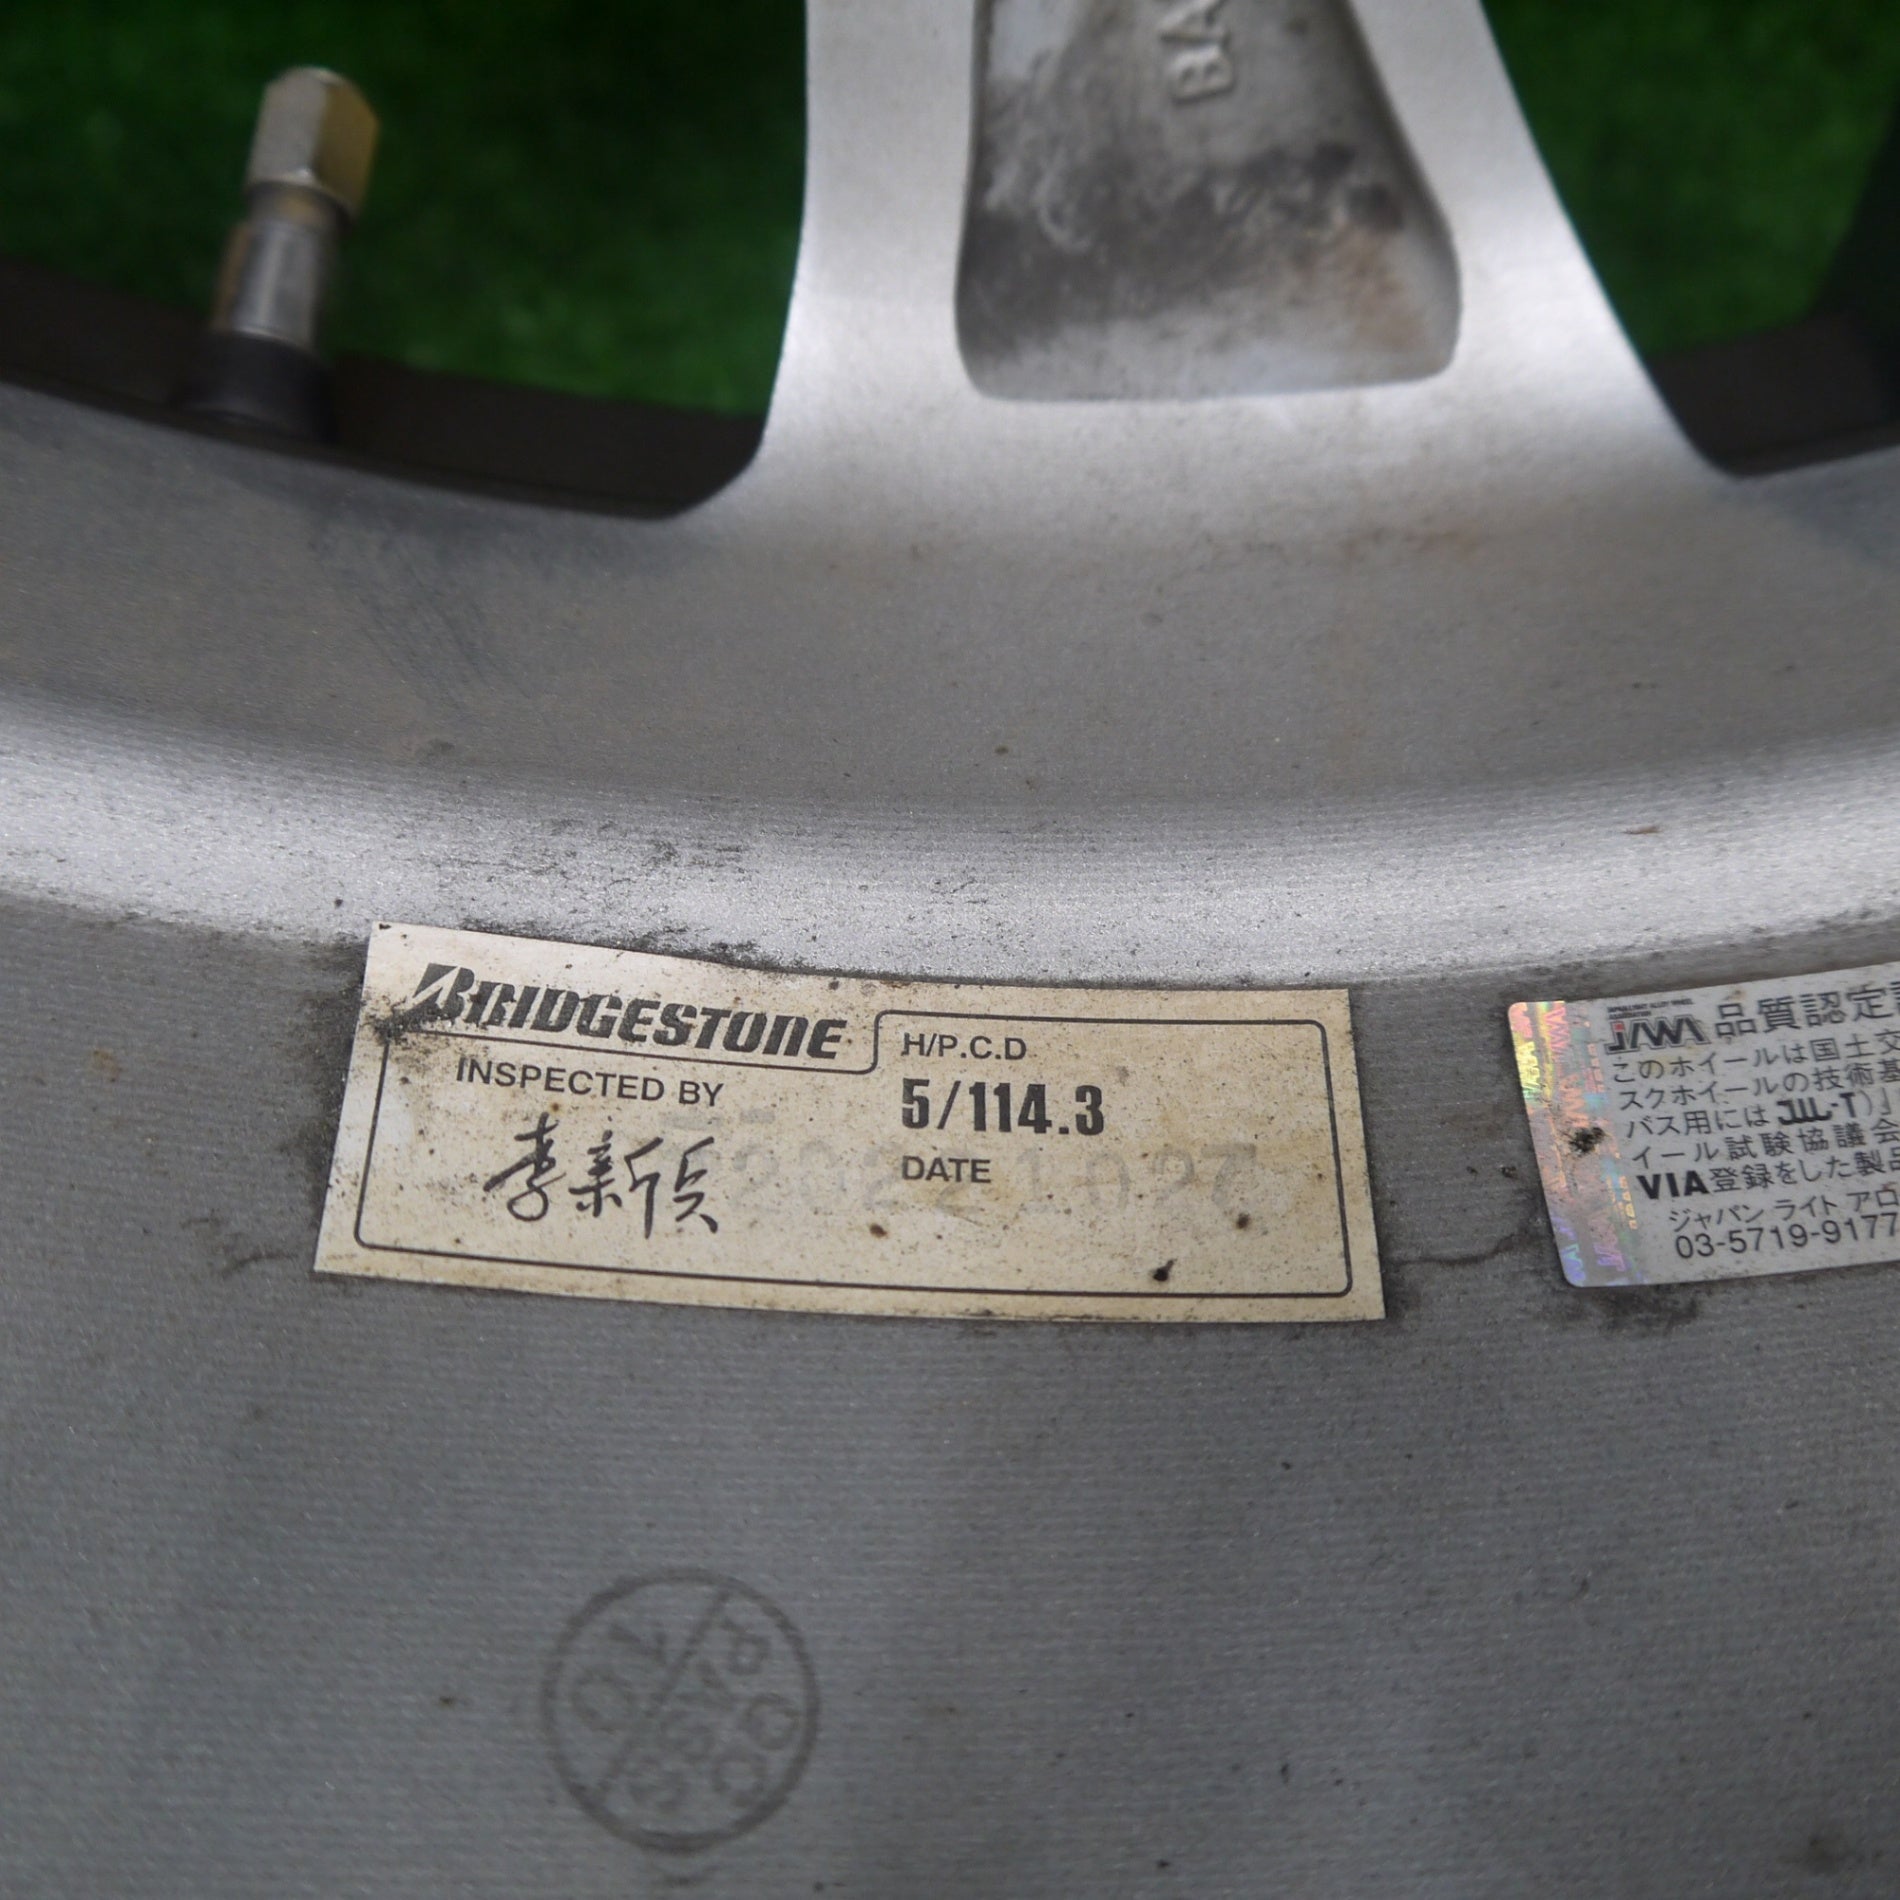 BA
BRIDGESTONE
INSPECTED BY
H/P.C.D
5/114.3
DATE
20221027
JAWA 品質認定
このホイールは国土交
スクホイールの技術基
バス用には JWL-T)」
イール試験協議会
VIA登録をした製品
ジャパン ライト アロ
03-5719-9177